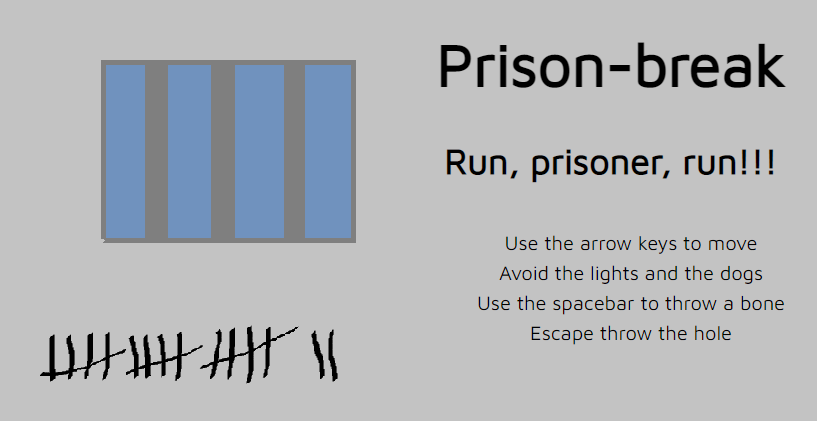 Prison-break
Run, prisoner, run!!!
Use the arrow keys to move
Avoid the lights and the dogs
Use the spacebar to throw a bone
Escape throw the hole